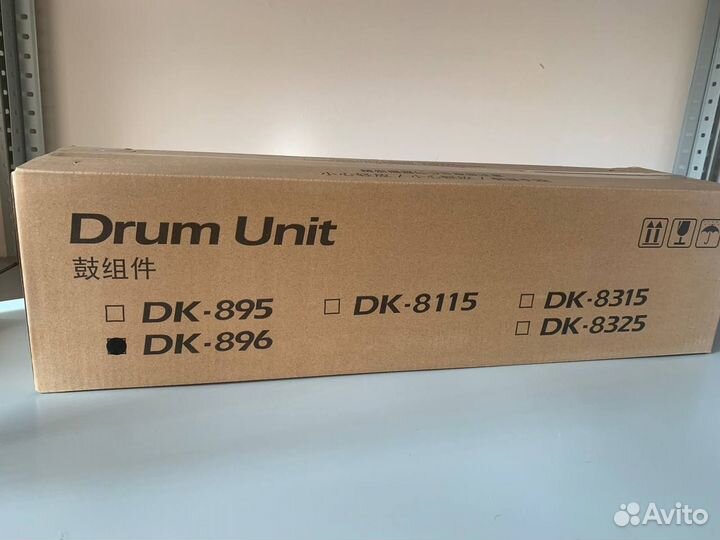 Drum Unit
鼓组件
DK-895
DK-896
DK-8115
DK-8315
DK-8325
Avito